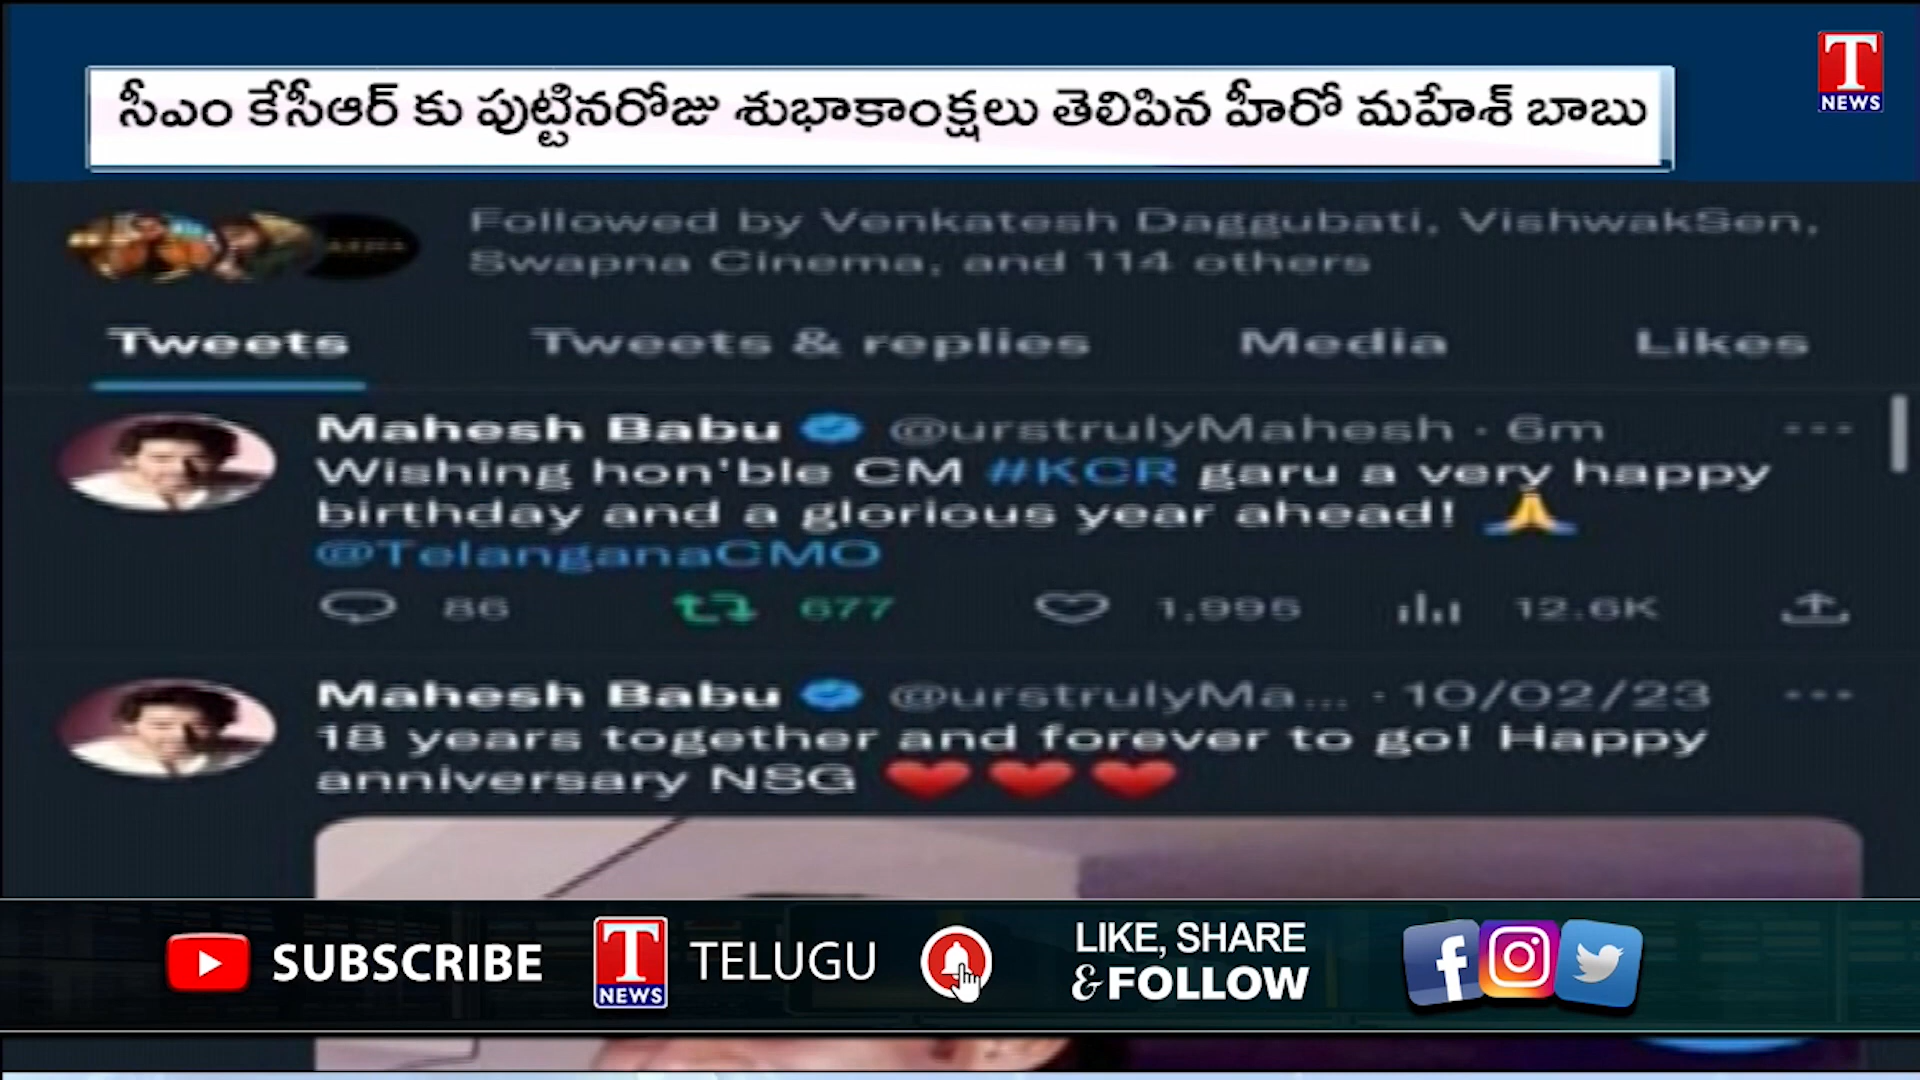 సీఎం కేసీఆర్ కు పుట్టినరోజు శుభాకాంక్షలు తెలిపిన హీరో మహేశ్ బాబు
T
NEWS
Followed by Venkatesh Daggubati, VishwakSen,
Swapna Cinema, and 114 others
Tweets Tweets & replies Media Likes
Mahesh Babu @urstrulyMahesh · 6m
Wishing hon'ble CM #KCR garu a very happy
birthday and a glorious year ahead! 🙏
@TelanganaCMO
86 677 1,995 12.6K
Mahesh Babu @urstrulyMa... · 10/02/23
18 years together and forever to go! Happy
anniversary NSG ❤️ ❤️ ❤️
SUBSCRIBE T NEWS TELUGU LIKE, SHARE
& FOLLOW